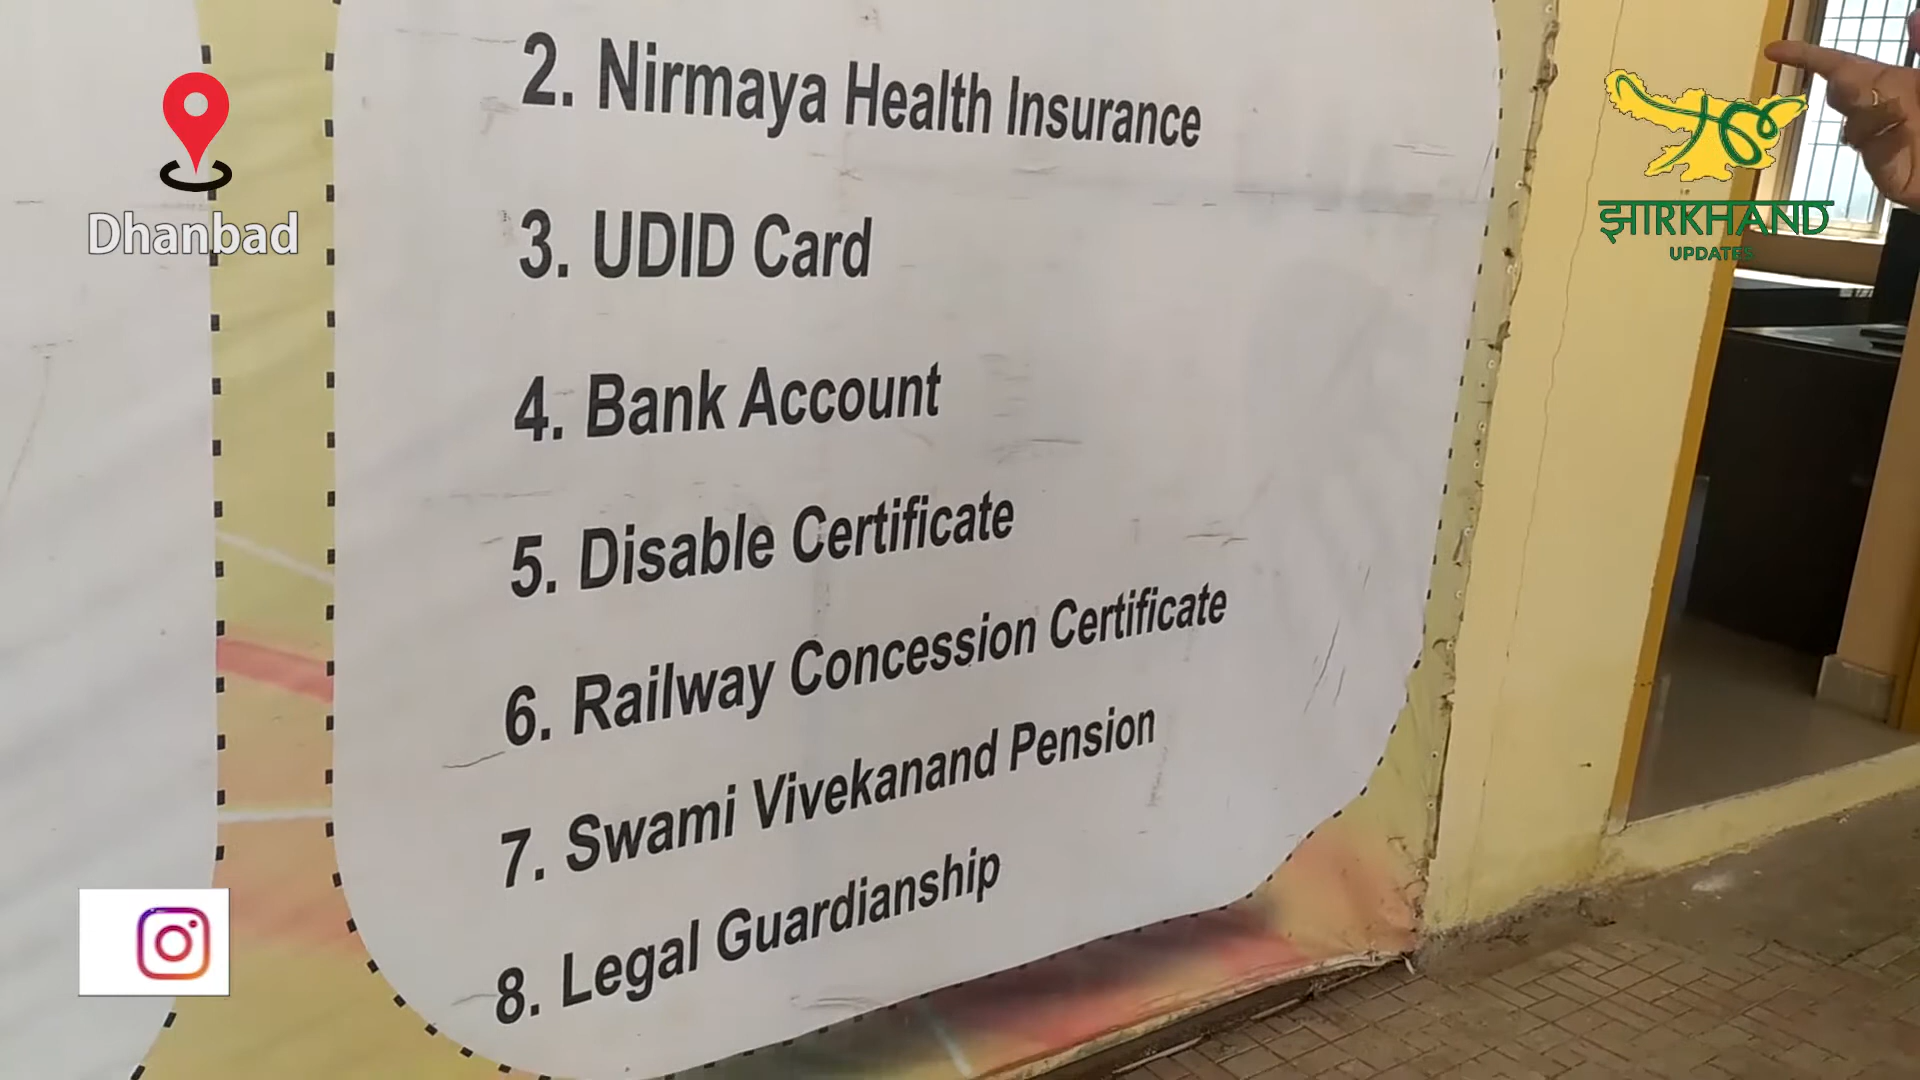 2. Nirmaya Health Insurance
3. UDID Card
4. Bank Account
5. Disable Certificate
6. Railway Concession Certificate
7. Swami Vivekanand Pension
8. Legal Guardianship
Dhanbad
झाRKHAND
UPDATES